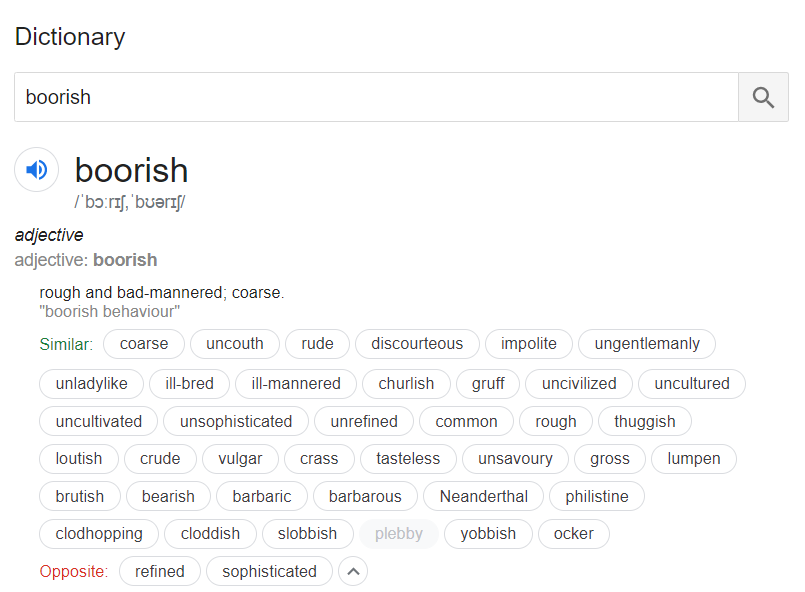 Dictionary
boorish
boorish
/ˈbɔːrɪʃ,ˈbʊərɪʃ/
adjective
adjective: boorish
rough and bad-mannered; coarse.
"boorish behaviour"
Similar: coarse uncouth rude discourteous impolite ungentlemanly
unladylike ill-bred ill-mannered churlish gruff uncivilized uncultured
uncultivated unsophisticated unrefined common rough thuggish
loutish crude vulgar crass tasteless unsavoury gross lumpen
brutish bearish barbaric barbarous Neanderthal philistine
clodhopping cloddish slobbish plebby yobbish ocker
Opposite: refined sophisticated